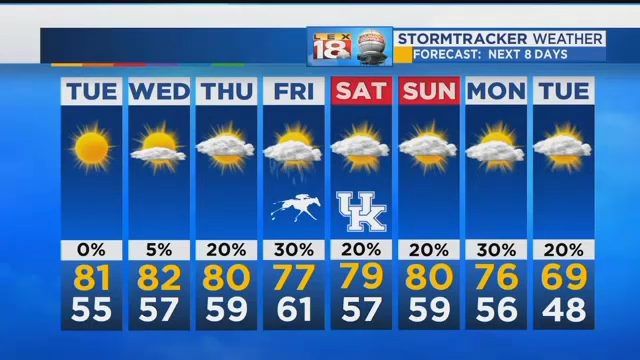 LEX
18
STORMTRACKER WEATHER
FORECAST: NEXT 8 DAYS
TUE WED THU FRI SAT SUN MON TUE
UK
0% 5% 20% 30% 20% 20% 30% 20%
81 82 80 77 79 80 76 69
55 57 59 61 57 59 56 48